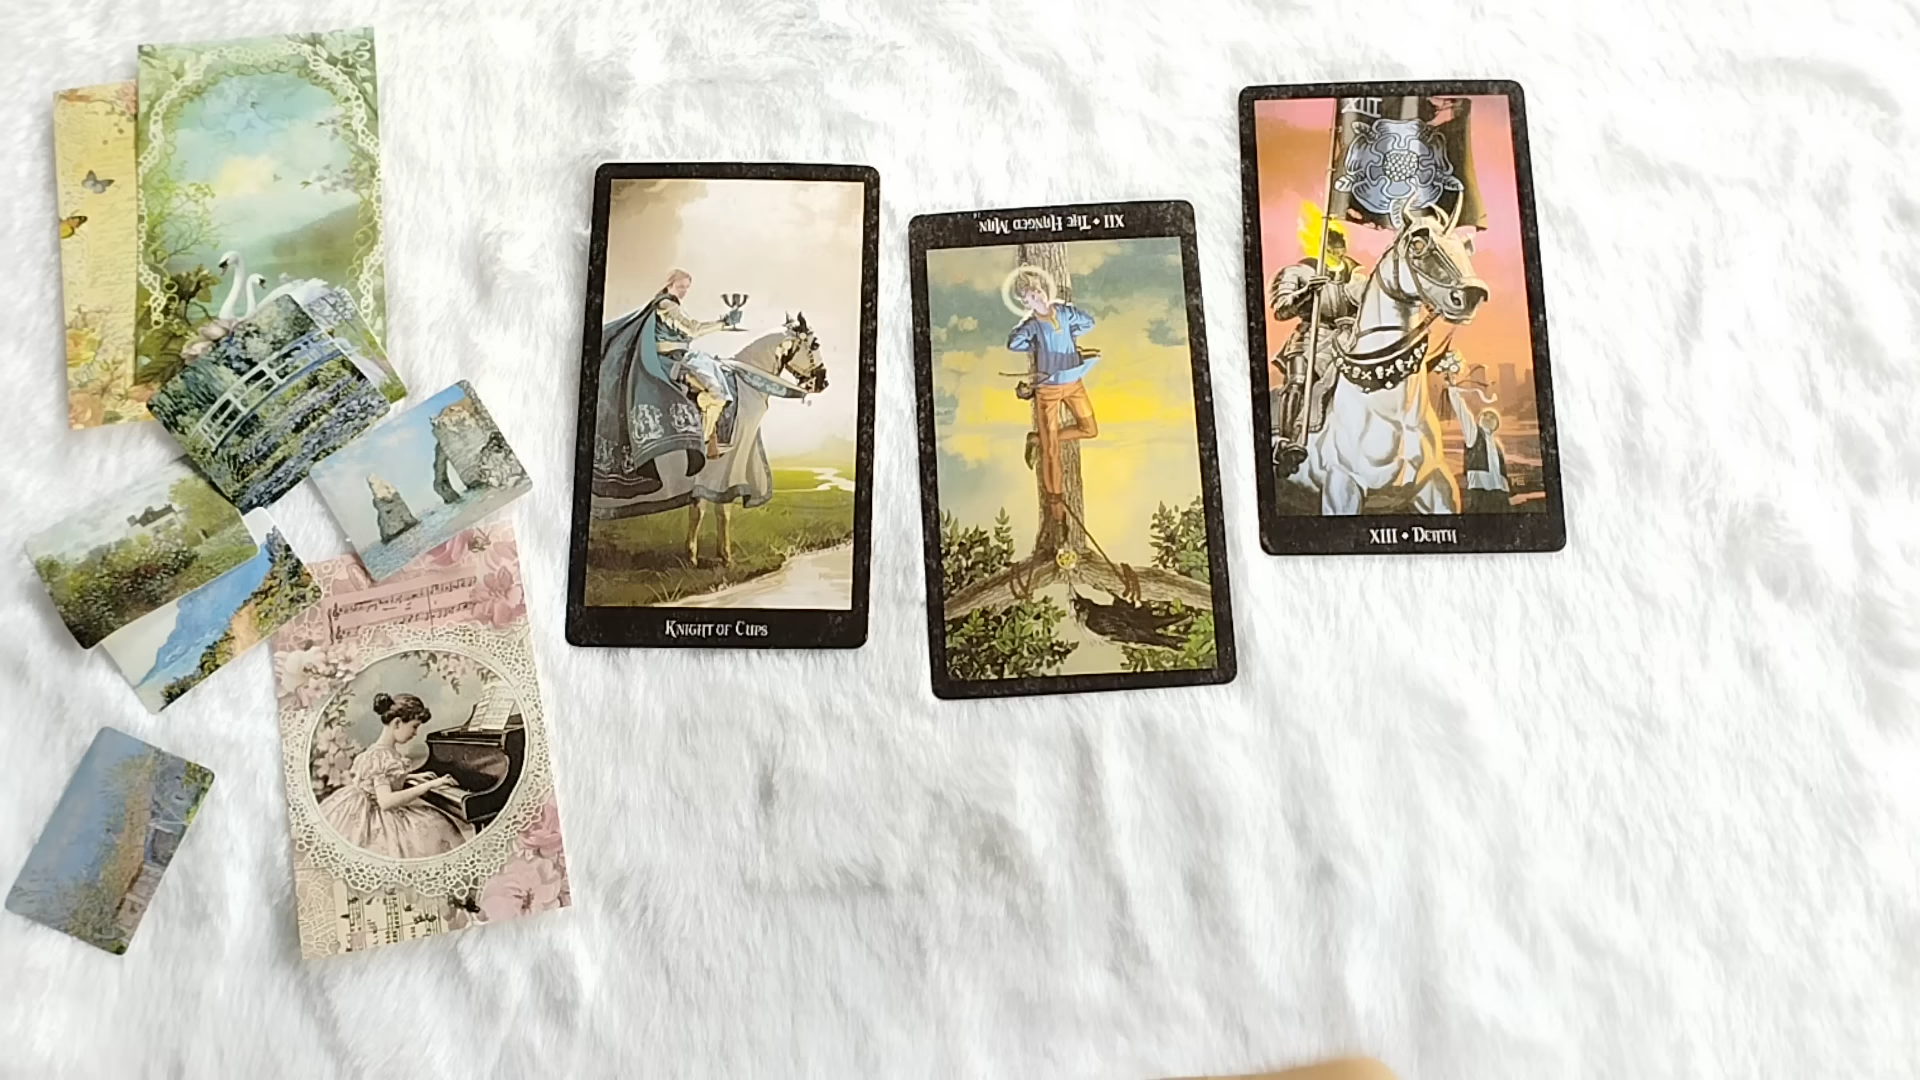 KNIGHT OF CUPS
XII • THE HANGED MAN
XIII
XIII • DEATH